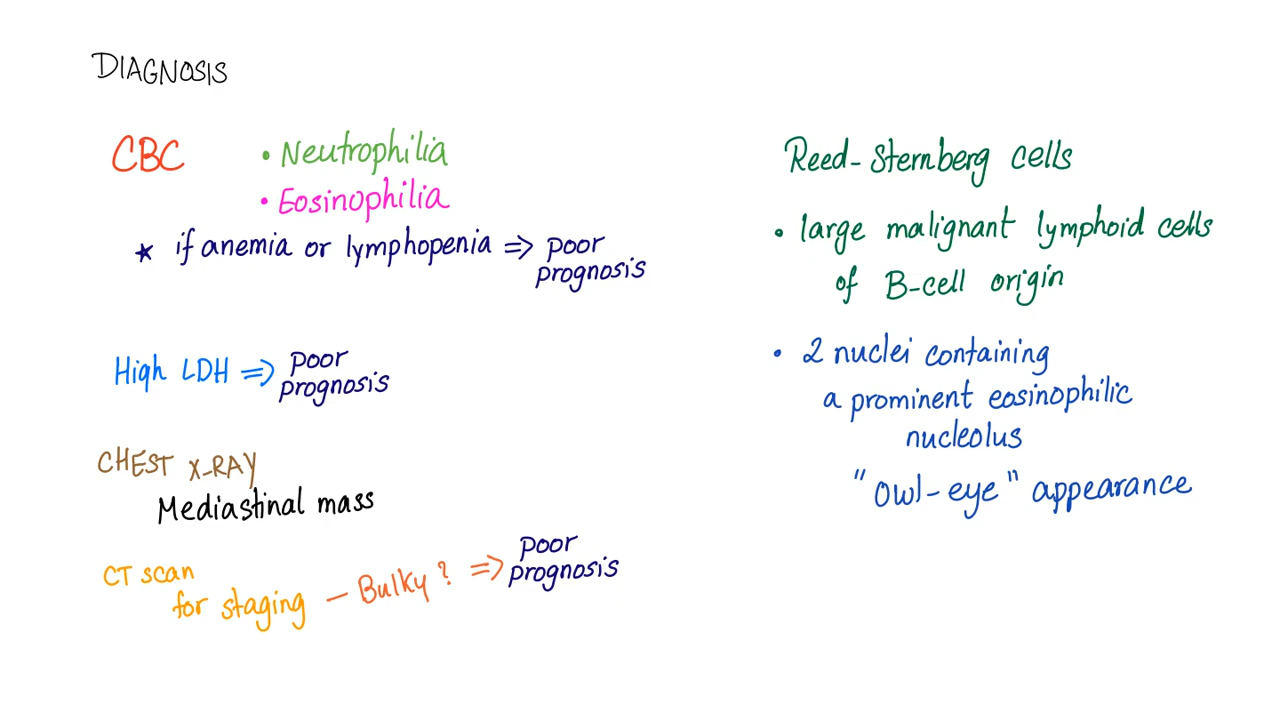 DIAGNOSIS
CBC
• Neutrophilia
• Eosinophilia
★ if anemia or lymphopenia ⇒ poor
prognosis
High LDH ⇒ poor
prognosis
CHEST X-RAY
Mediastinal mass
CT scan
for staging – Bulky? ⇒ poor
prognosis
Reed-Sternberg cells
• large malignant lymphoid cells
of B-cell origin
• 2 nuclei containing
a prominent eosinophilic
nucleolus
"owl-eye" appearance